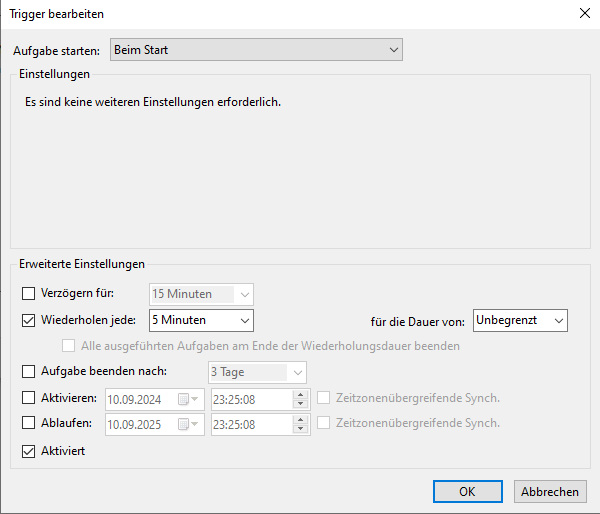 Trigger bearbeiten
Aufgabe starten: Beim Start
Einstellungen
Es sind keine weiteren Einstellungen erforderlich.
Erweiterte Einstellungen
Verzögern für: 15 Minuten
Wiederholen jede: 5 Minuten für die Dauer von: Unbegrenzt
Alle ausgeführten Aufgaben am Ende der Wiederholungsdauer beenden
Aufgabe beenden nach: 3 Tage
Aktivieren: 10.09.2024 23:25:08 Zeitzonenübergreifende Synch.
Ablaufen: 10.09.2025 23:25:08 Zeitzonenübergreifende Synch.
Aktiviert
OK Abbrechen